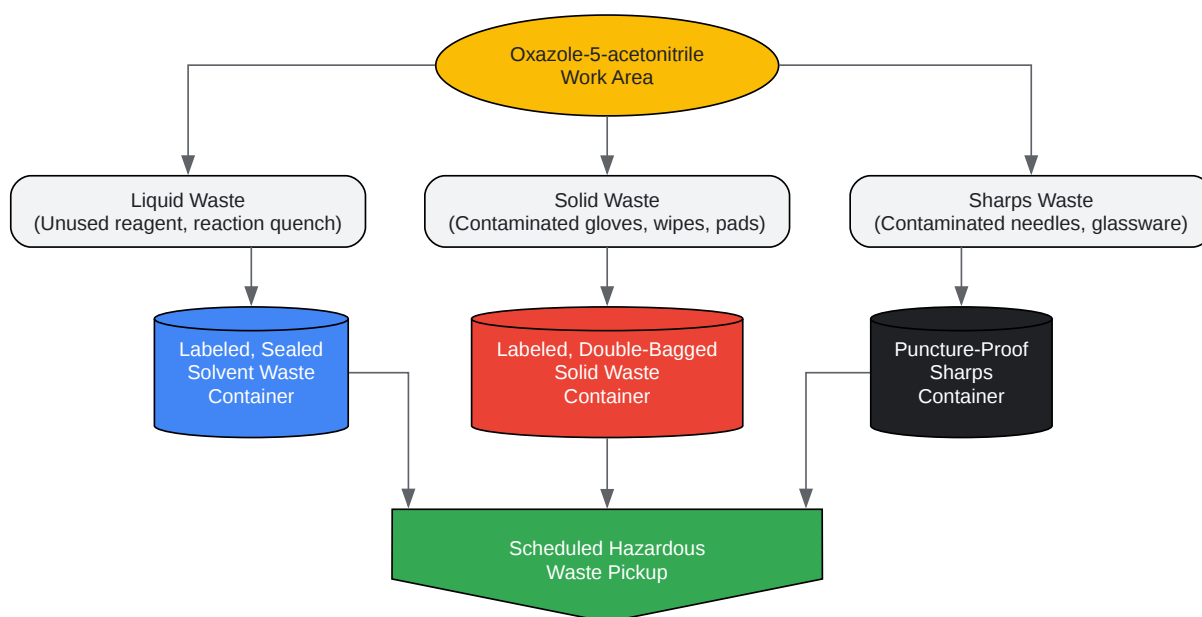 Oxazole-5-acetonitrile
Work Area
Liquid Waste
(Unused reagent, reaction quench)
Solid Waste
(Contaminated gloves, wipes, pads)
Sharps Waste
(Contaminated needles, glassware)
Labeled, Sealed
Solvent Waste
Container
Labeled, Double-Bagged
Solid Waste
Container
Puncture-Proof
Sharps
Container
Scheduled Hazardous
Waste Pickup